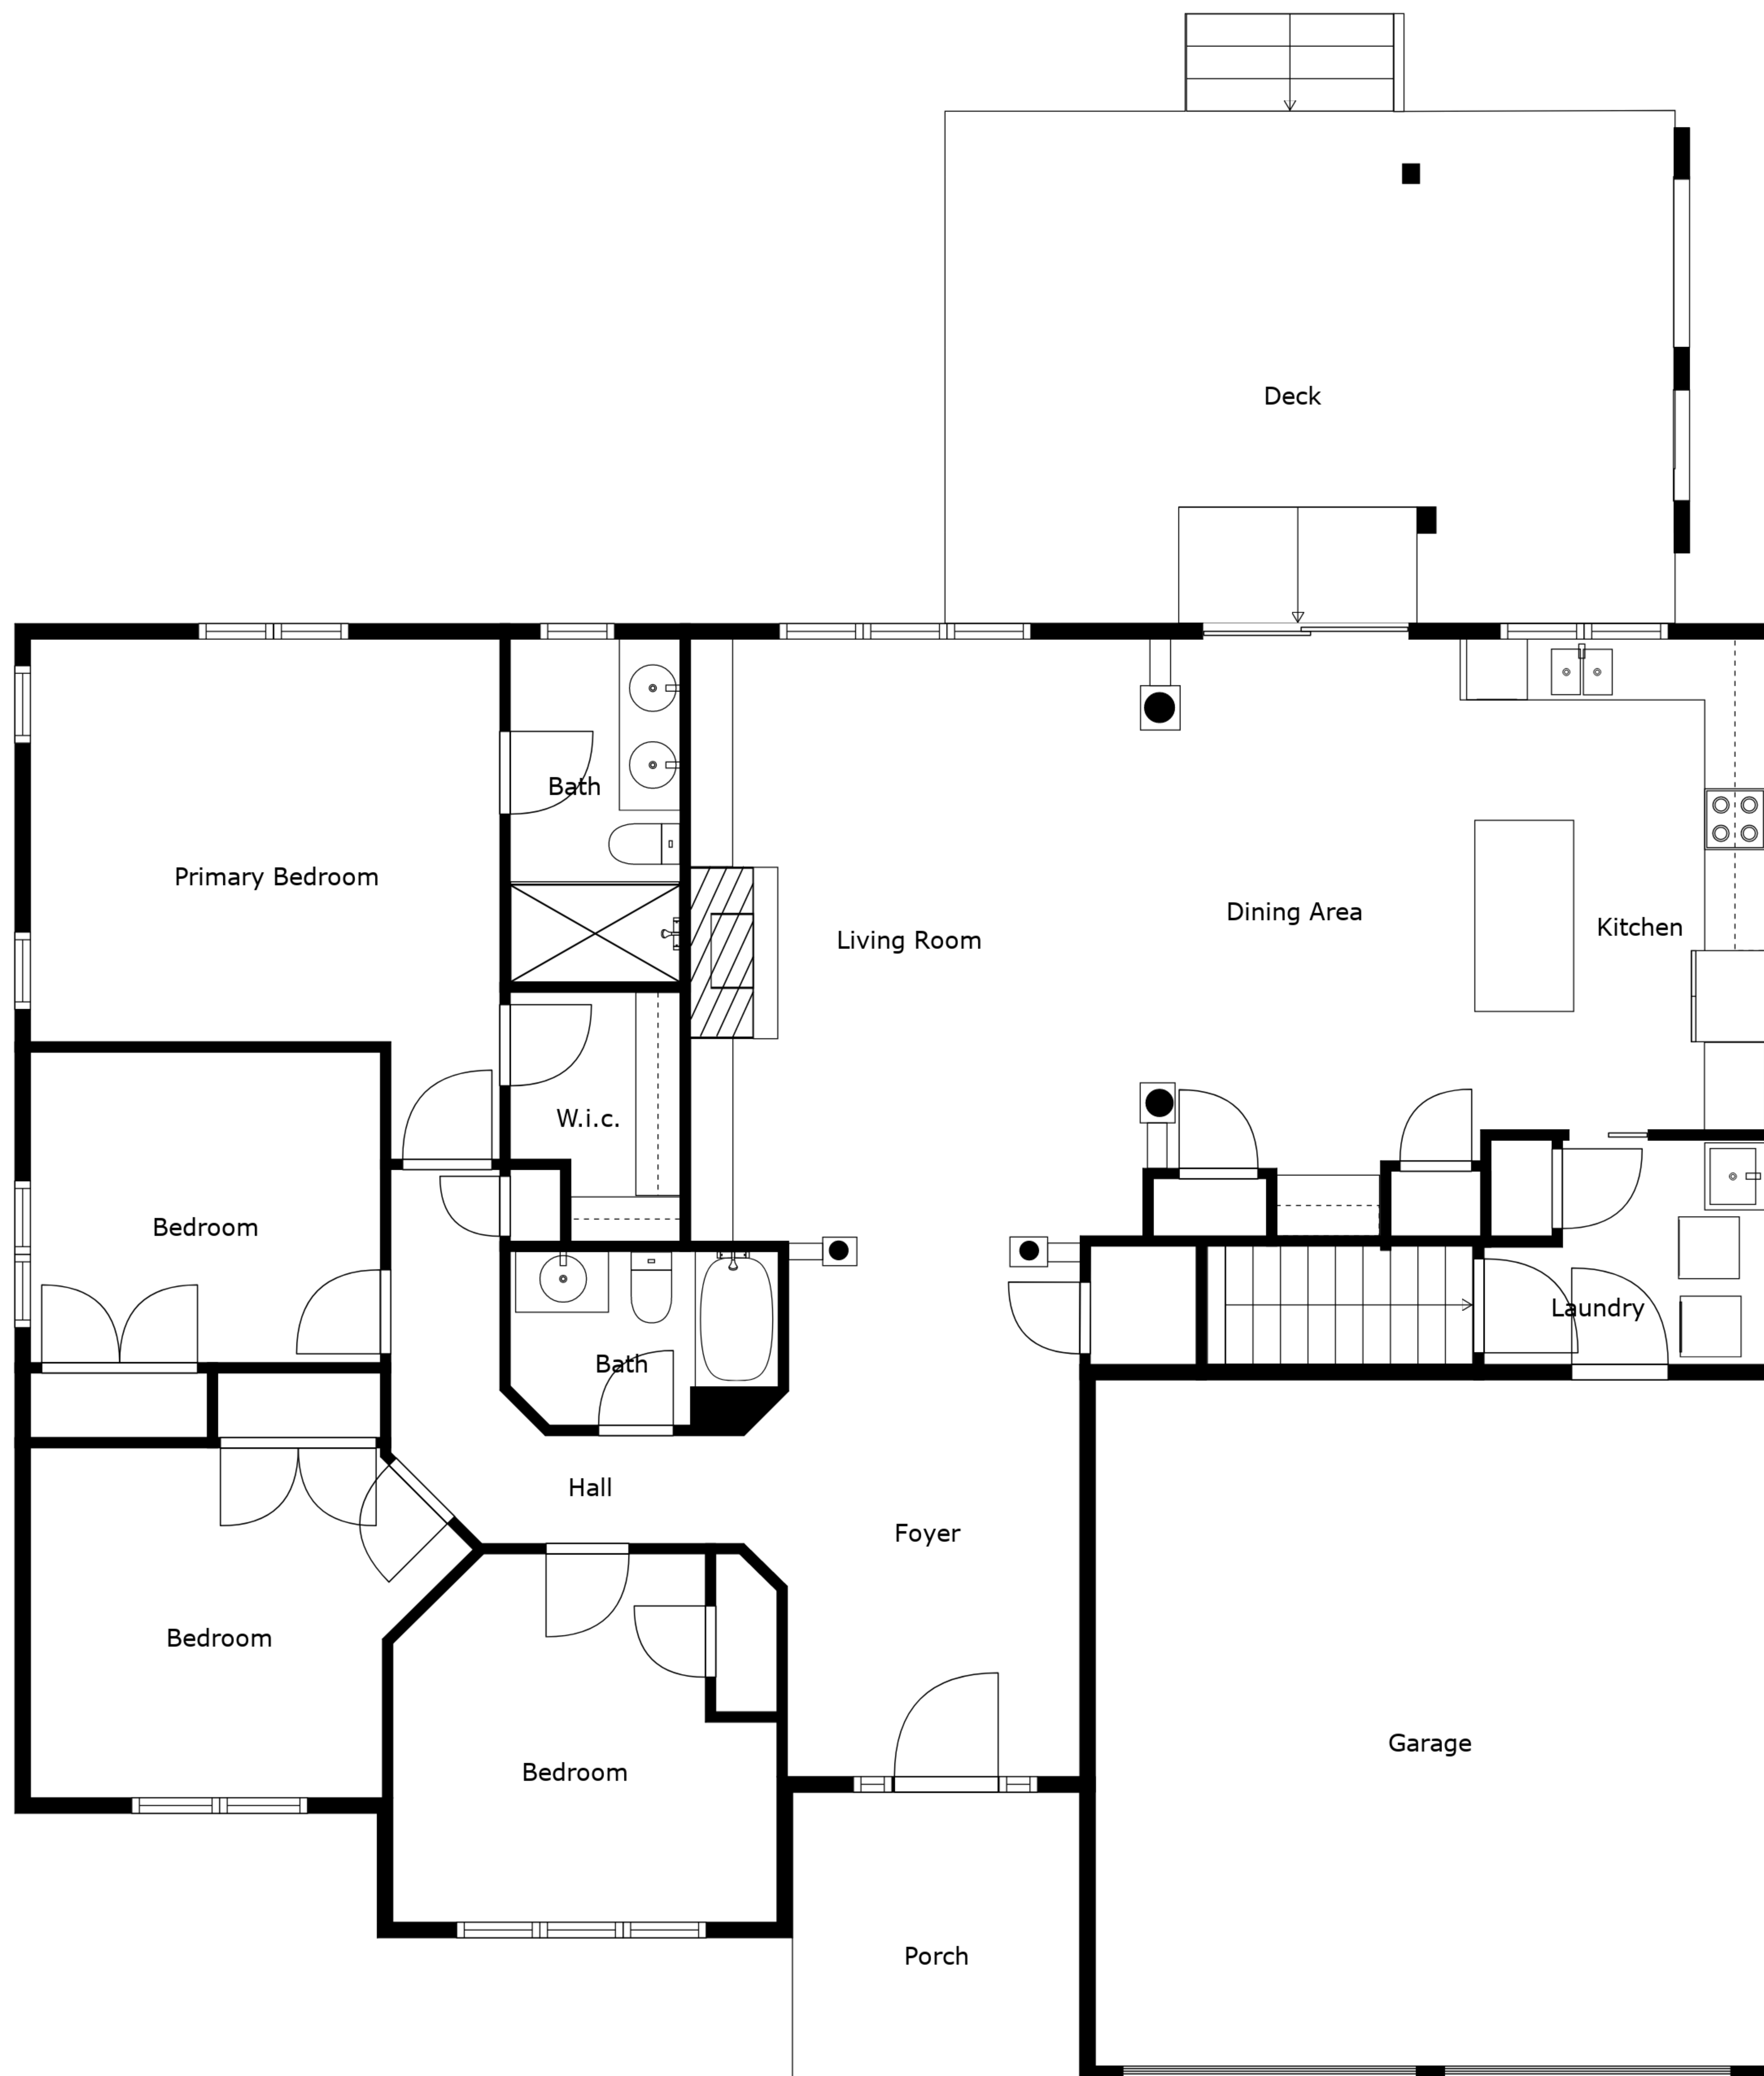 Deck
Bath
Primary Bedroom
Dining Area
Kitchen
Living Room
W.i.c.
Bedroom
Laundry
Bath
Hall
Foyer
Bedroom
Garage
Bedroom
Porch